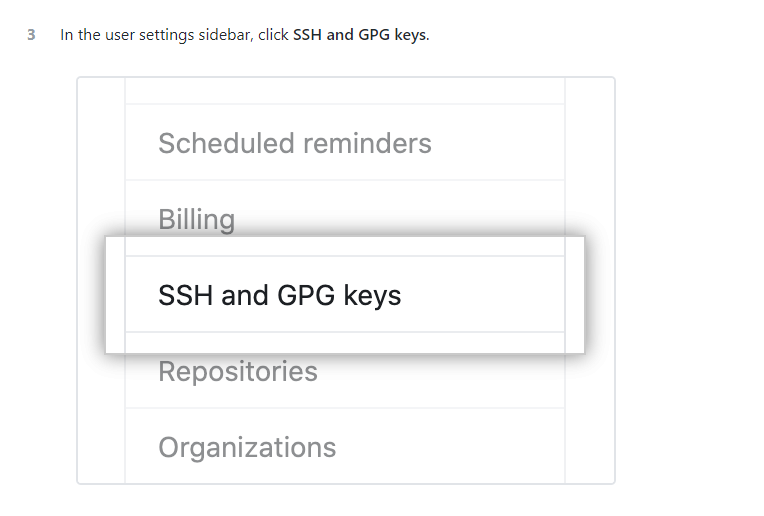 3 In the user settings sidebar, click SSH and GPG keys.
Scheduled reminders
Billing
SSH and GPG keys
Repositories
Organizations